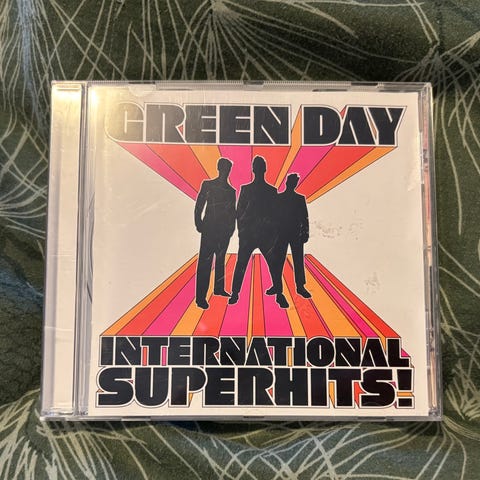 GREEN DAY
INTERNATIONAL
SUPERHITS!